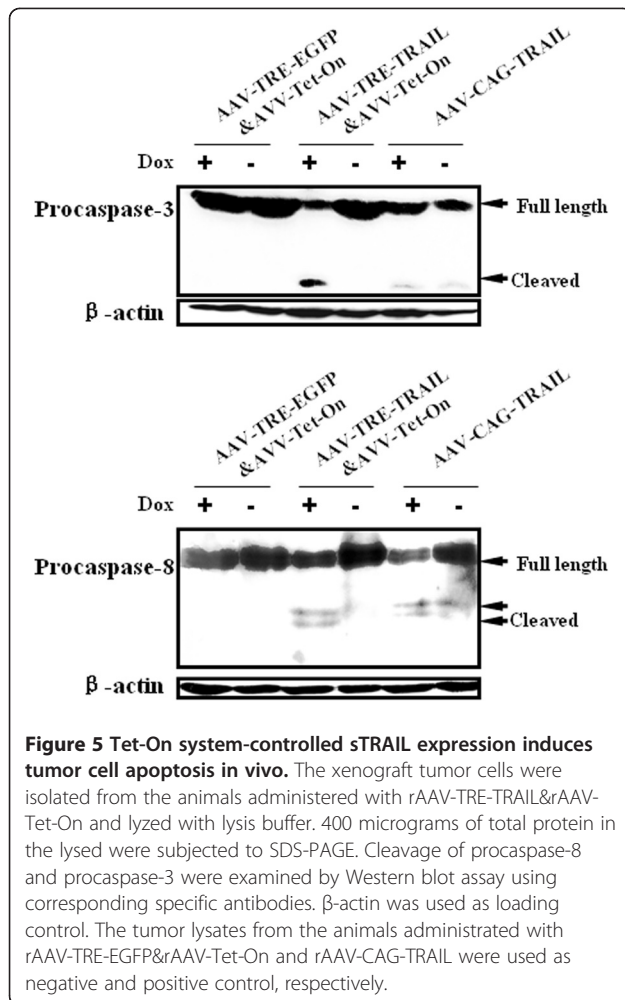 AAV-TRE-EGFP
&AVV-Tet-On
AAV-TRE-TRAIL
&AVV-Tet-On
AAV-CAG-TRAIL
Dox + - + - + -
Procaspase-3
Full length
Cleaved
β-actin
AAV-TRE-EGFP
&AVV-Tet-On
AAV-TRE-TRAIL
&AVV-Tet-On
AAV-CAG-TRAIL
Dox + - + - + -
Procaspase-8
Full length
Cleaved
β-actin
Figure 5 Tet-On system-controlled sTRAIL expression induces
tumor cell apoptosis in vivo. The xenograft tumor cells were
isolated from the animals administered with rAAV-TRE-TRAIL&rAAV-
Tet-On and lyzed with lysis buffer. 400 micrograms of total protein in
the lysed were subjected to SDS-PAGE. Cleavage of procaspase-8
and procaspase-3 were examined by Western blot assay using
corresponding specific antibodies. β-actin was used as loading
control. The tumor lysates from the animals administrated with
rAAV-TRE-EGFP&rAAV-Tet-On and rAAV-CAG-TRAIL were used as
negative and positive control, respectively.